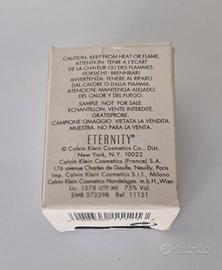 CAUTION: KEEP FROM HEAT OR FLAME.
ATTENTION: TENIR A L'ECART
DE LA CHALEUR OU DES FLAMMES.
VORSICHT: BRENNBAR!
AVVERTENZA: TENERE AL RIPARO
DAL CALORE O DALLA FIAMMA.
ATENCION: MANTENGA ALEJADO
DEL CALOR Y DEL FUEGO.
SAMPLE. NOT FOR SALE.
ECHANTILLON. VENTE INTERDITE.
GRATISPROBE.
CAMPIONE OMAGGIO. VIETATA LA VENDITA
MUESTRA. NO PARA LA VENTA.
ETERNITY®
© Calvin Klein Cosmetics Co., Dist.
New York, N.Y. 10022
Calvin Klein Cosmetics (France) S.A.
176 avenue Charles de Gaulle, Neuilly, Paris
Imp. Calvin Klein Cosmetics S.r.l., Milano
Calvin Klein Cosmetics Handelsges. m.b.H., Wien
Lic. 1378 UTF MI 75% Vol.
EMB 372298 Ref. 11121
Subito